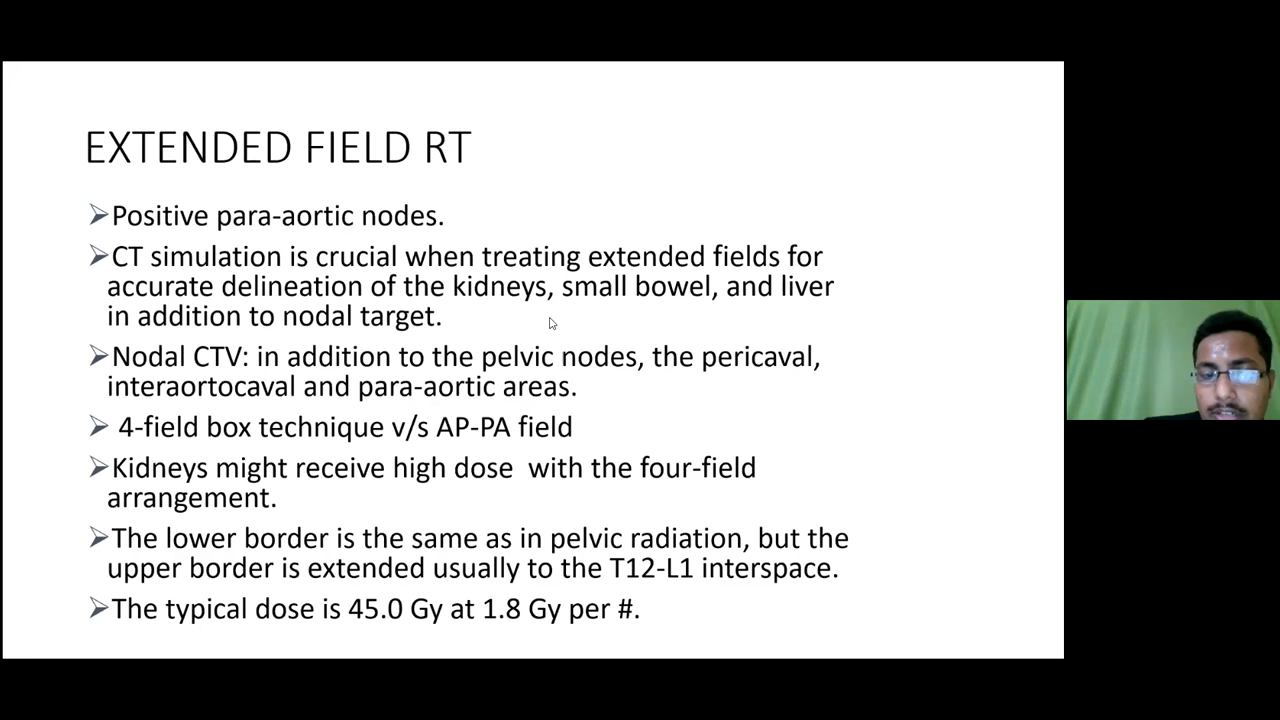 EXTENDED FIELD RT
➢Positive para-aortic nodes.
➢CT simulation is crucial when treating extended fields for
accurate delineation of the kidneys, small bowel, and liver
in addition to nodal target.
➢Nodal CTV: in addition to the pelvic nodes, the pericaval,
interaortocaval and para-aortic areas.
➢ 4-field box technique v/s AP-PA field
➢Kidneys might receive high dose  with the four-field
arrangement.
➢The lower border is the same as in pelvic radiation, but the
upper border is extended usually to the T12-L1 interspace.
➢The typical dose is 45.0 Gy at 1.8 Gy per #.